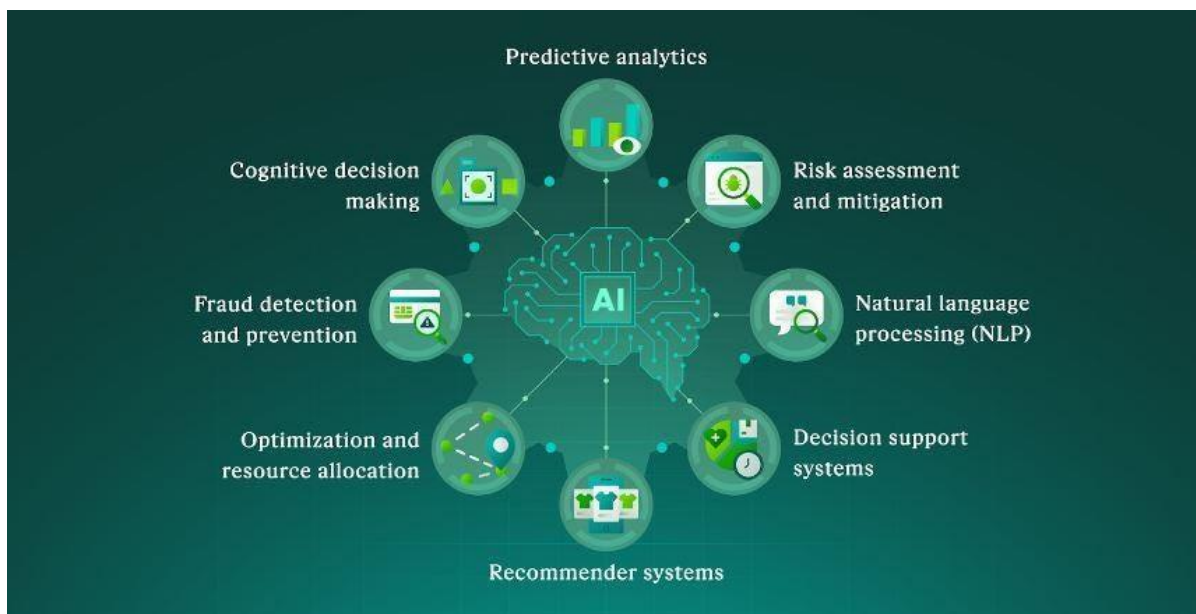 Predictive analytics
Cognitive decision
making
Risk assessment
and mitigation
AI
Fraud detection
and prevention
Natural language
processing (NLP)
Optimization and
resource allocation
Decision support
systems
Recommender systems